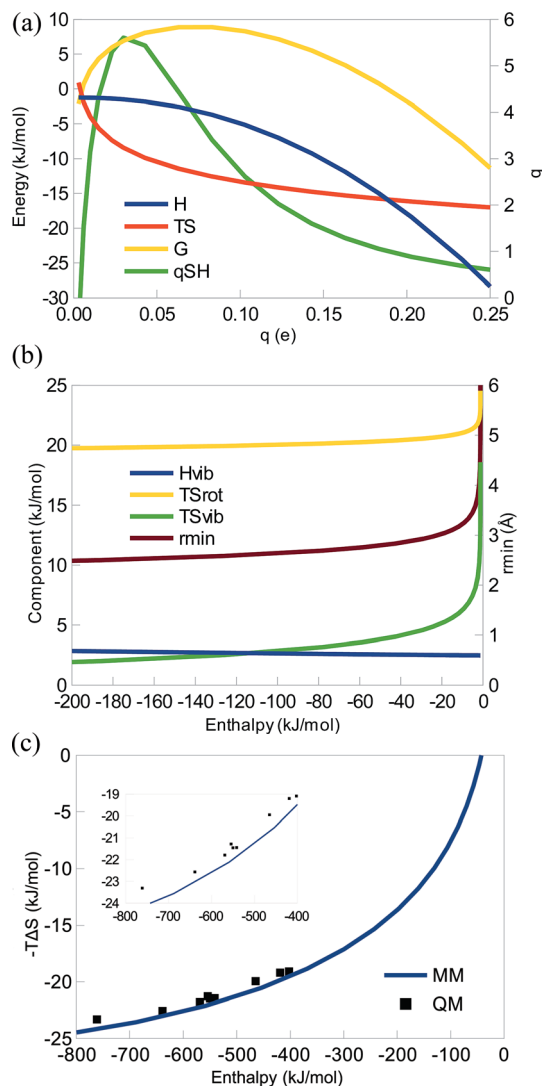 (a)
10
5
0
-5
-10
-15
-20
-25
-30
Energy (kJ/mol)
6
5
4
3
2
1
0
q
H
TS
G
qSH
0.00 0.05 0.10 0.15 0.20 0.25
q (e)
(b)
25
20
15
10
5
0
Component (kJ/mol)
6
5
4
3
2
1
0
rmin (Å)
Hvib
TSrot
TSvib
rmin
-200 -180 -160 -140 -120 -100 -80 -60 -40 -20 0
Enthalpy (kJ/mol)
(c)
0
-5
-10
-15
-20
-25
-TΔS
(kJ/mol)
-19
-20
-21
-22
-23
-24
-800 -700 -600 -500 -400
MM
QM
-800 -700 -600 -500 -400 -300 -200 -100 0
Enthalpy (kJ/mol)